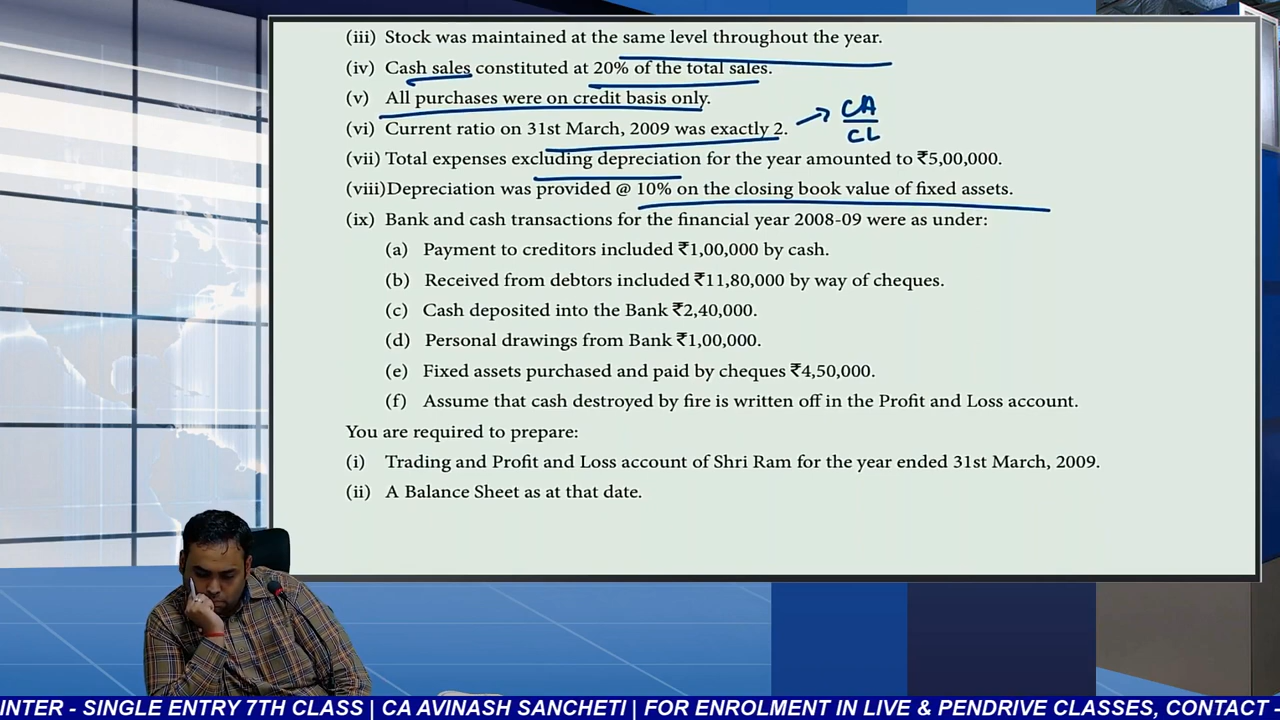 (iii) Stock was maintained at the same level throughout the year.
(iv) Cash sales constituted at 20% of the total sales.
(v) All purchases were on credit basis only.
(vi) Current ratio on 31st March, 2009 was exactly 2. → CA
CL
(vii) Total expenses excluding depreciation for the year amounted to ₹5,00,000.
(viii)Depreciation was provided @ 10% on the closing book value of fixed assets.
(ix) Bank and cash transactions for the financial year 2008-09 were as under:
(a) Payment to creditors included ₹1,00,000 by cash.
(b) Received from debtors included ₹11,80,000 by way of cheques.
(c) Cash deposited into the Bank ₹2,40,000.
(d) Personal drawings from Bank ₹1,00,000.
(e) Fixed assets purchased and paid by cheques ₹4,50,000.
(f) Assume that cash destroyed by fire is written off in the Profit and Loss account.
You are required to prepare:
(i) Trading and Profit and Loss account of Shri Ram for the year ended 31st March, 2009.
(ii) A Balance Sheet as at that date.
INTER - SINGLE ENTRY 7TH CLASS | CA AVINASH SANCHETI | FOR ENROLMENT IN LIVE & PENDRIVE CLASSES, CONTACT -